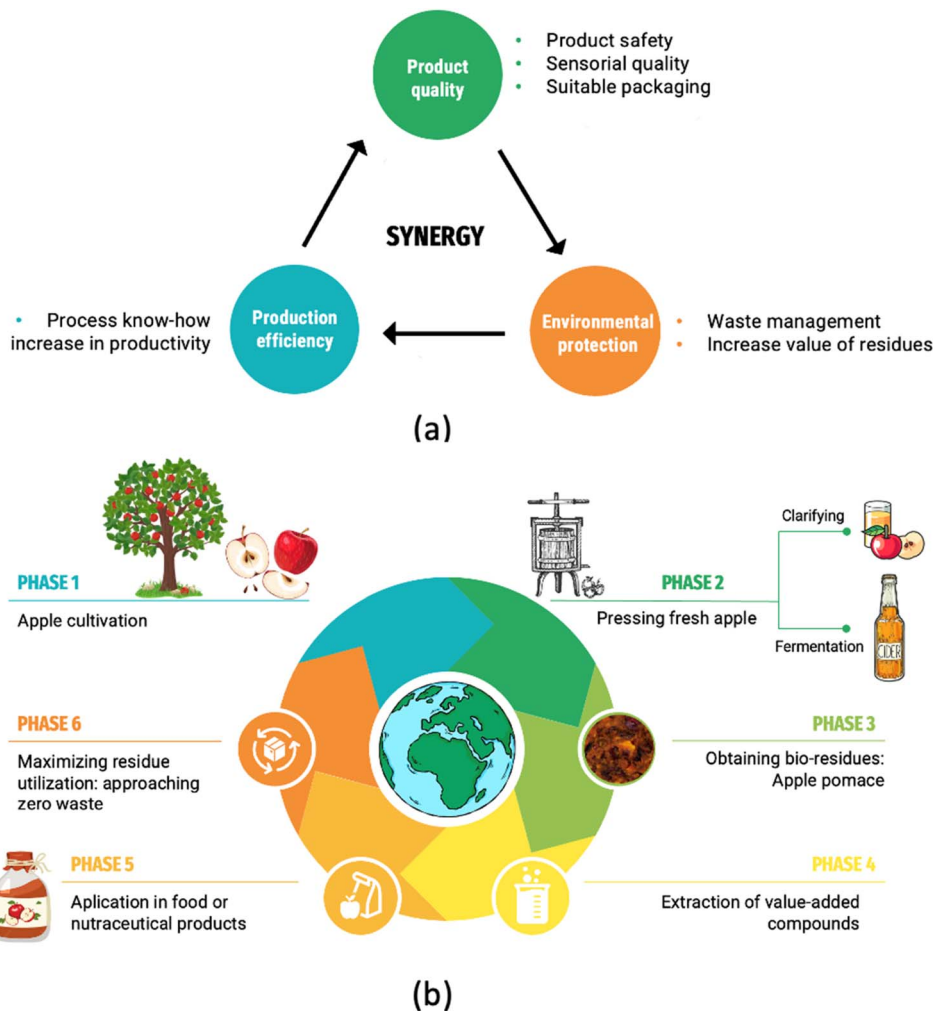 Product
quality
• Product safety
• Sensorial quality
• Suitable packaging
SYNERGY
• Process know-how
increase in productivity
Production
efficiency
Environmental
protection
• Waste management
• Increase value of residues
(a)
PHASE 1
Apple cultivation
PHASE 2
Pressing fresh apple
Clarifying
Fermentation
CIDER
PHASE 6
Maximizing residue
utilization: approaching
zero waste
PHASE 3
Obtaining bio-residues:
Apple pomace
PHASE 5
Aplication in food or
nutraceutical products
PHASE 4
Extraction of value-added
compounds
(b)